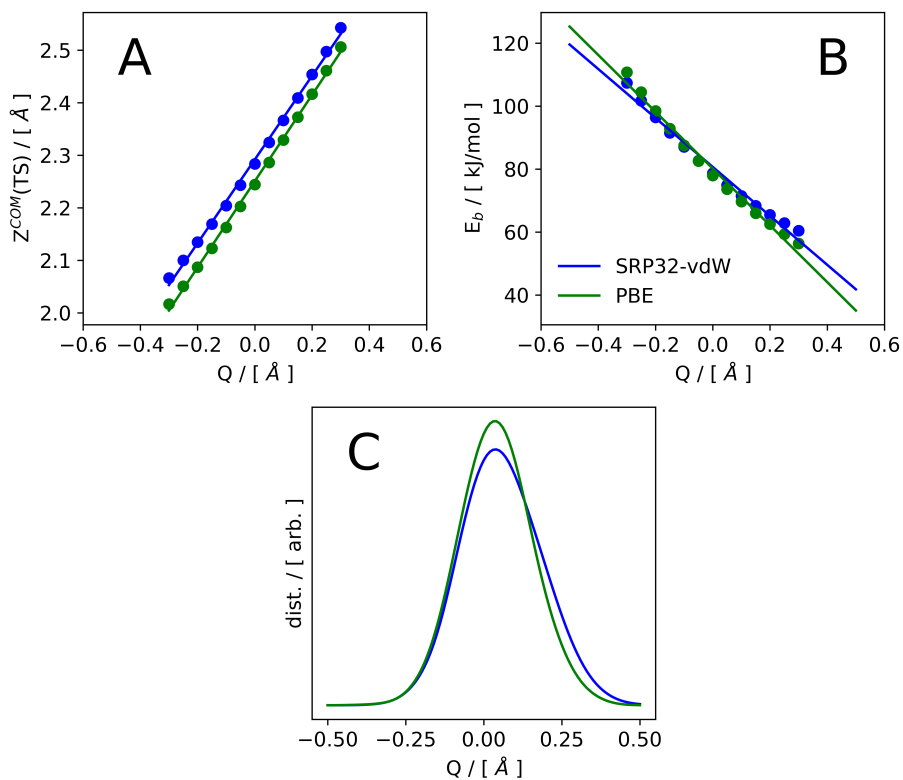 A
Z^{COM}(TS) / [ Å ]
2.5
2.4
2.3
2.2
2.1
2.0
−0.6 −0.4 −0.2 0.0 0.2 0.4 0.6
Q / [ Å ]
B
E_b / [ kJ/mol ]
120
100
80
60
40
SRP32-vdW
PBE
−0.6 −0.4 −0.2 0.0 0.2 0.4 0.6
Q / [ Å ]
C
dist. / [ arb. ]
−0.50 −0.25 0.00 0.25 0.50
Q / [ Å ]